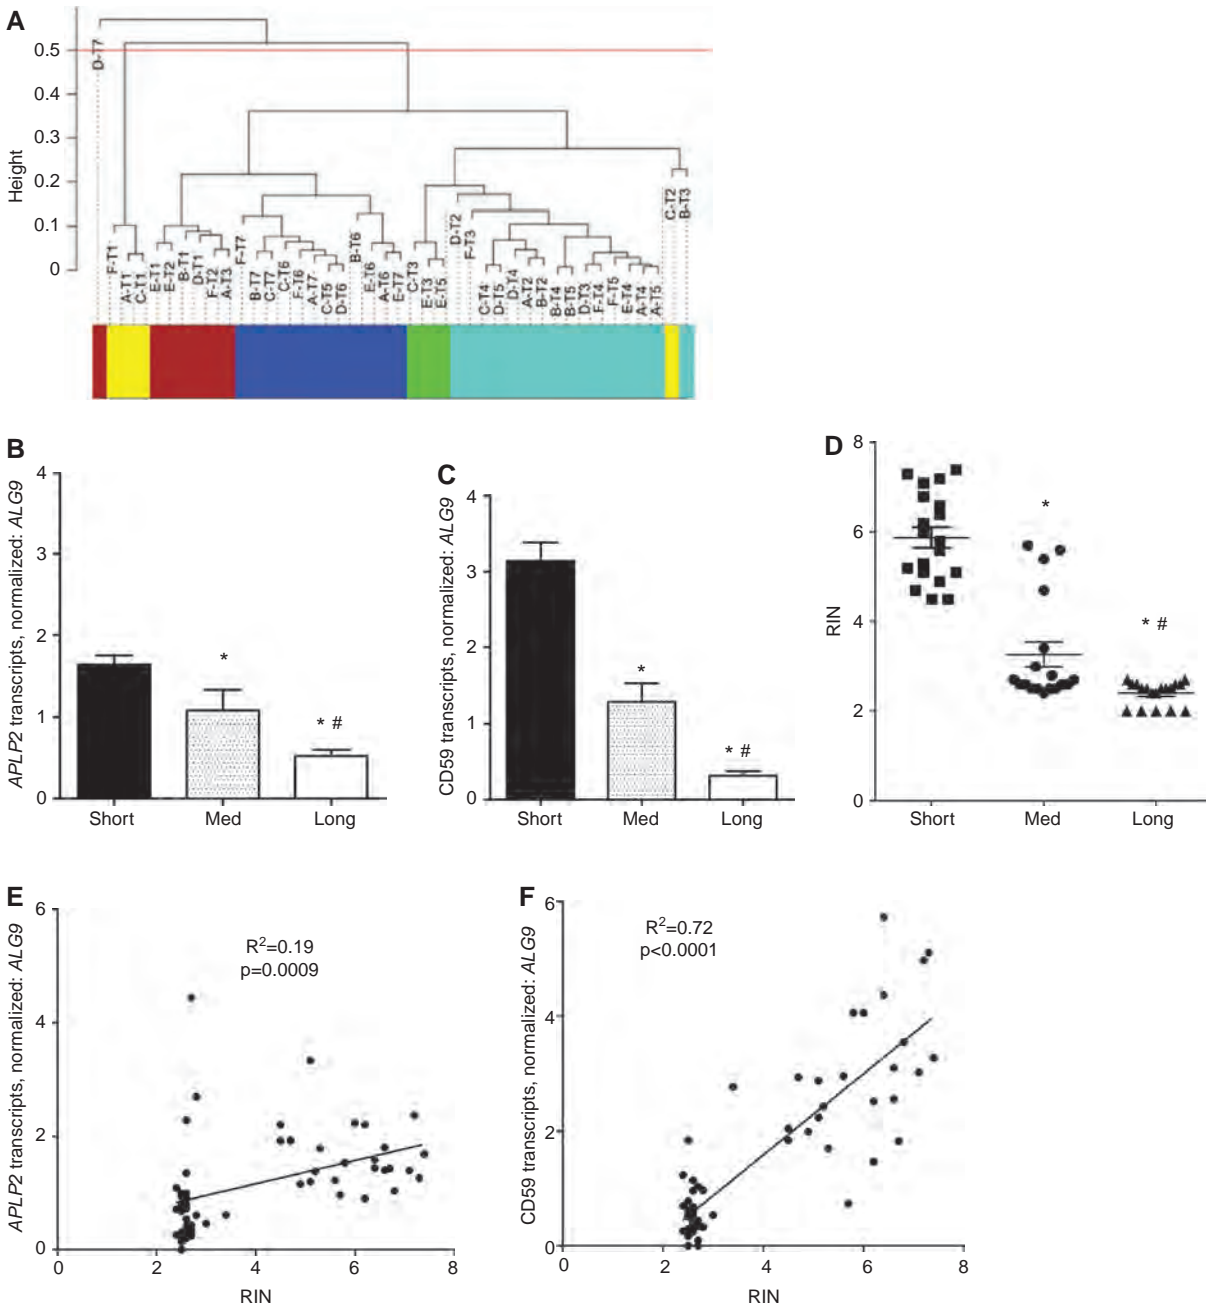 A
0.5
0.4
0.3
0.2
0.1
0
Height
D-T7
F-T1
A-T1
C-T1
E-T1
E-T2
B-T1
D-T1
F-T2
A-T3
F-T7
B-T7
C-T7
C-T6
F-T6
A-T7
C-T5
D-T6
B-T6
E-T6
A-T6
E-T7
C-T3
E-T3
E-T5
D-T2
F-T3
C-T4
D-T5
D-T4
A-T2
B-T2
B-T4
B-T5
D-T3
F-T4
F-T5
E-T4
A-T4
A-T5
C-T2
B-T3
B
APLP2 transcripts, normalized: ALG9
4
3
2
1
0
*
* #
Short Med Long
C
CD59 transcripts, normalized: ALG9
4
3
2
1
0
*
* #
Short Med Long
D
RIN
8
6
4
2
0
*
* #
Short Med Long
E
APLP2 transcripts, normalized: ALG9
6
4
2
0
R²=0.19
p=0.0009
0 2 4 6 8
RIN
F
CD59 transcripts, normalized: ALG9
6
4
2
0
R²=0.72
p<0.0001
0 2 4 6 8
RIN